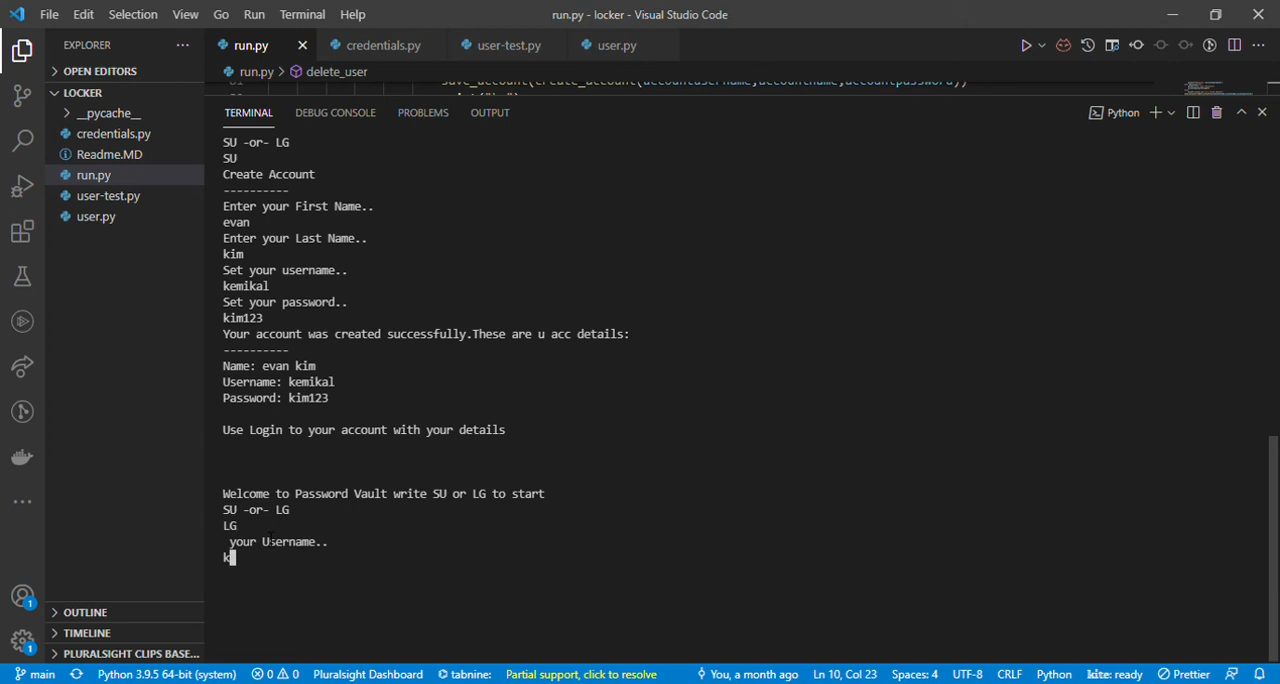 File Edit Selection View Go Run Terminal Help run.py - locker - Visual Studio Code
EXPLORER run.py credentials.py user-test.py user.py
OPEN EDITORS run.py > delete_user
LOCKER
__pycache__
credentials.py
Readme.MD
run.py
user-test.py
user.py
TERMINAL DEBUG CONSOLE PROBLEMS OUTPUT Python
SU -or- LG
SU
Create Account
----------
Enter your First Name..
evan
Enter your Last Name..
kim
Set your username..
kemikal
Set your password..
kim123
Your account was created successfully.These are u acc details:
----------
Name: evan kim
Username: kemikal
Password: kim123
Use Login to your account with your details
Welcome to Password Vault write SU or LG to start
SU -or- LG
LG
your Username..
k
OUTLINE
TIMELINE
PLURALSIGHT CLIPS BASE...
1
1
main Python 3.9.5 64-bit (system) 0 0 Pluralsight Dashboard tabnine: Partial support, click to resolve You, a month ago Ln 10, Col 23 Spaces: 4 UTF-8 CRLF Python kite: ready Prettier